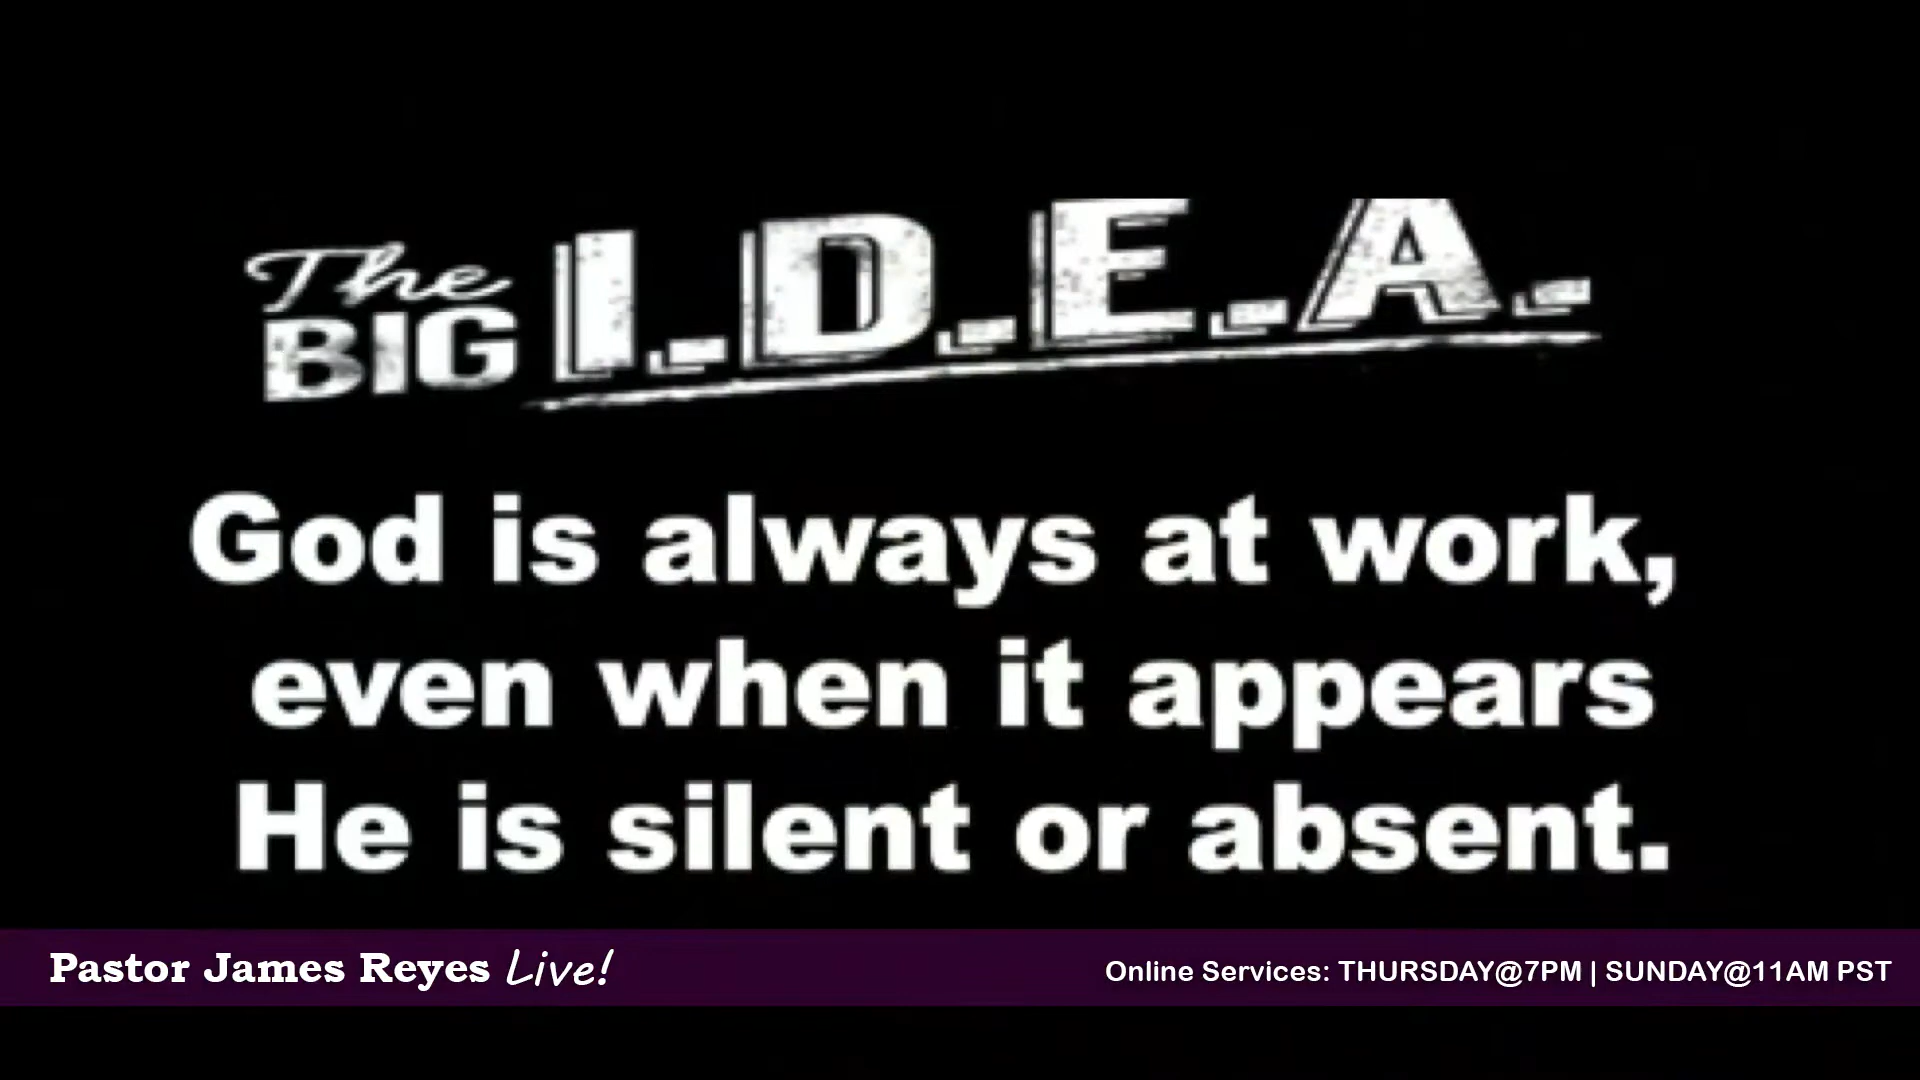 The BIG I.D.E.A.
God is always at work,
even when it appears
He is silent or absent.
Pastor James Reyes Live!
Online Services: THURSDAY@7PM | SUNDAY@11AM PST